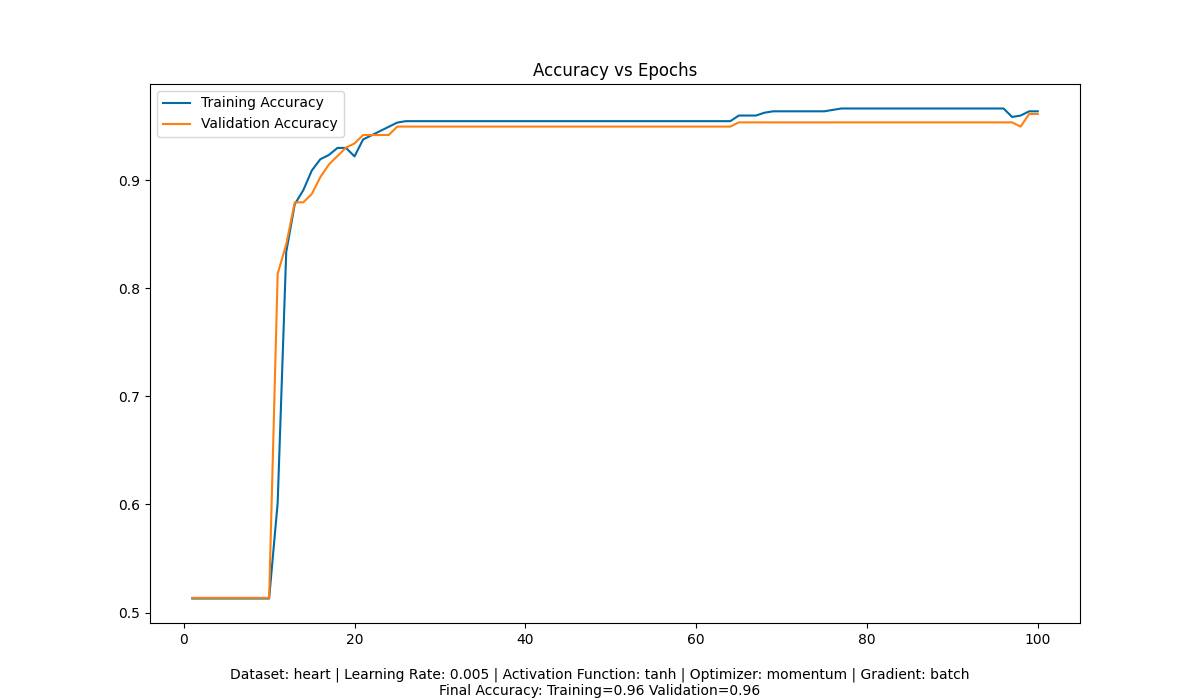 Accuracy vs Epochs
Training Accuracy
Validation Accuracy
0.9
0.8
0.7
0.6
0.5
0 20 40 60 80 100
Dataset: heart | Learning Rate: 0.005 | Activation Function: tanh | Optimizer: momentum | Gradient: batch
Final Accuracy: Training=0.96 Validation=0.96